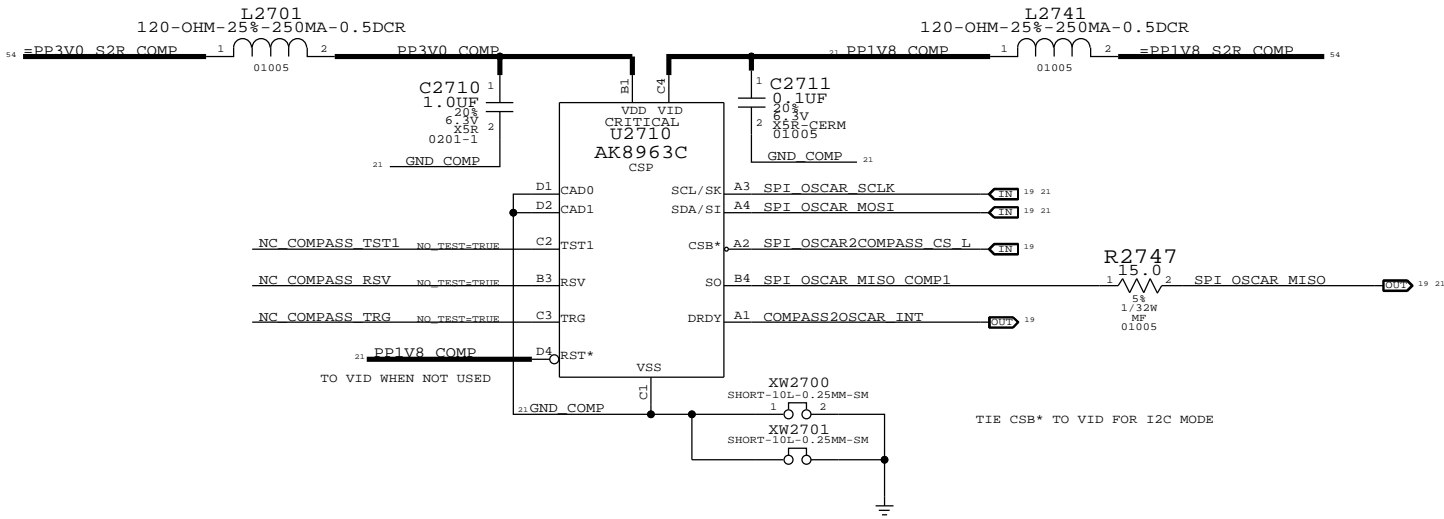 L2701
120-OHM-25%-250MA-0.5DCR
54 =PP3V0_S2R_COMP 1 2 PP3V0_COMP
01005
L2741
120-OHM-25%-250MA-0.5DCR
21 PP1V8_COMP 1 2 =PP1V8_S2R_COMP 54
01005
C2710 1
1.0UF
20%
6.3V
X5R 2
0201-1
21 GND_COMP
B1 C4
1 C2711
0.1UF
20%
6.3V
2 X5R-CERM
01005
GND_COMP 21
VDD VID
CRITICAL
U2710
AK8963C
CSP
D1 CAD0
D2 CAD1
NC_COMPASS_TST1 NO_TEST=TRUE C2 TST1
NC_COMPASS_RSV NO_TEST=TRUE B3 RSV
NC_COMPASS_TRG NO_TEST=TRUE C3 TRG
21 PP1V8_COMP D4 RST*
TO VID WHEN NOT USED
SCL/SK A3 SPI_OSCAR_SCLK IN 19 21
SDA/SI A4 SPI_OSCAR_MOSI IN 19 21
CSB* A2 SPI_OSCAR2COMPASS_CS_L IN 19
SO B4 SPI_OSCAR_MISO_COMP1
R2747
15.0
1 2 SPI_OSCAR_MISO OUT 19 21
5%
1/32W
MF
01005
DRDY A1 COMPASS2OSCAR_INT OUT 19
VSS
C1
21 GND_COMP
XW2700
SHORT-10L-0.25MM-SM
1 2
XW2701
SHORT-10L-0.25MM-SM
TIE CSB* TO VID FOR I2C MODE